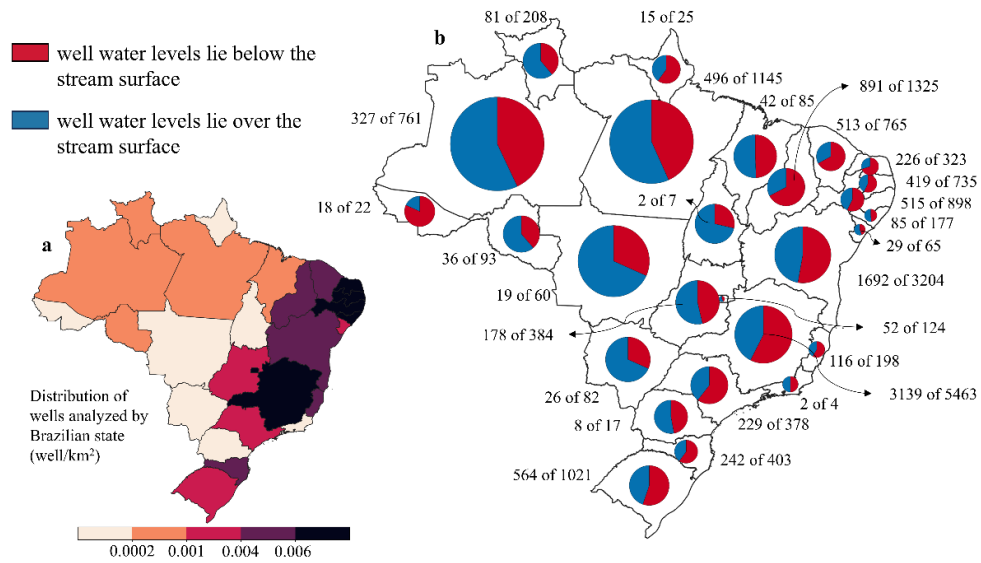 well water levels lie below the
stream surface
well water levels lie over the
stream surface
a
Distribution of
wells analyzed by
Brazilian state
(well/km²)
0.0002
0.001
0.004
0.006
b
81 of 208
15 of 25
496 of 1145
891 of 1325
42 of 85
327 of 761
513 of 765
226 of 323
419 of 735
515 of 898
85 of 177
29 of 65
18 of 22
2 of 7
36 of 93
1692 of 3204
19 of 60
178 of 384
52 of 124
116 of 198
3139 of 5463
26 of 82
2 of 4
8 of 17
229 of 378
242 of 403
564 of 1021